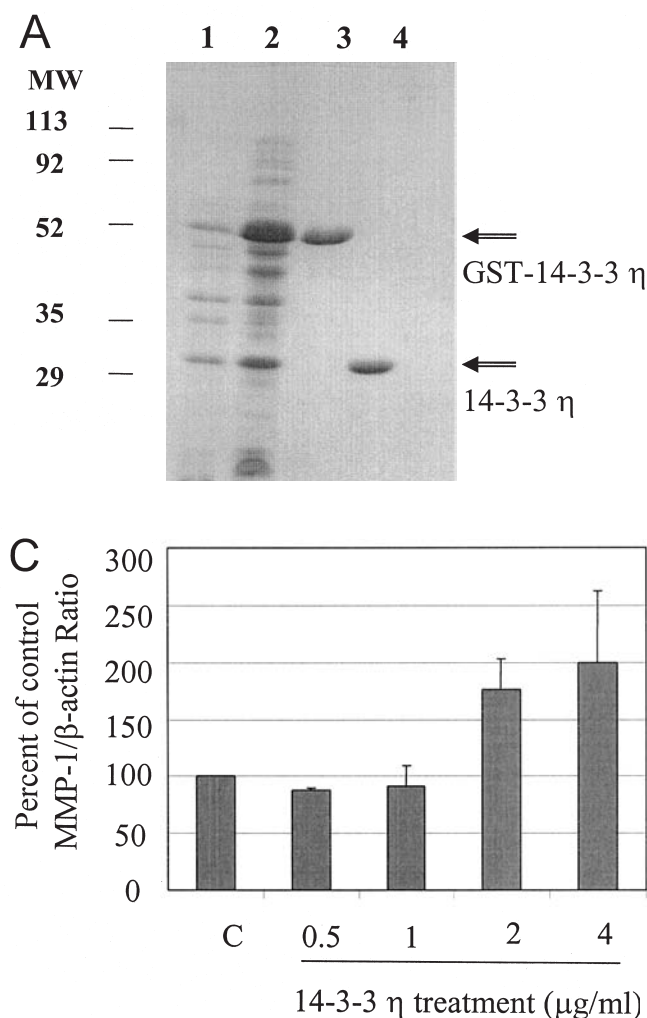 A
1 2 3 4
MW
113
92
52
GST-14-3-3 η
35
29
14-3-3 η
C
Percent of control
MMP-1/β-actin Ratio
300
250
200
150
100
50
0
C 0.5 1 2 4
14-3-3 η treatment (μg/ml)